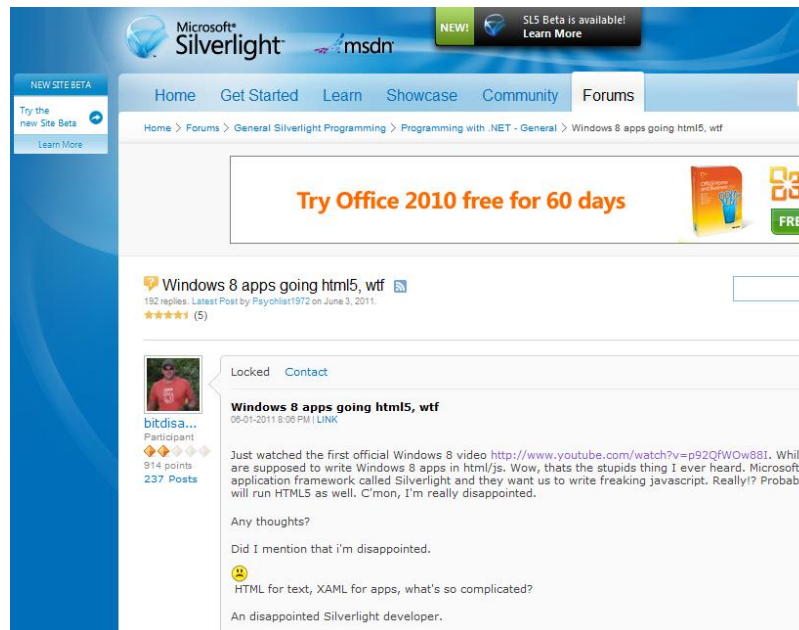 Microsoft®
Silverlight™
msdn
NEW!
SL5 Beta is available!
Learn More
NEW SITE BETA
Try the
new Site Beta
Learn More
Home Get Started Learn Showcase Community Forums
Home > Forums > General Silverlight Programming > Programming with .NET - General > Windows 8 apps going html5, wtf
Try Office 2010 free for 60 days
FRE
Windows 8 apps going html5, wtf
192 replies. Latest Post by Psychlist1972 on June 3, 2011.
(5)
Locked Contact
bitdisa...
Participant
914 points
237 Posts
Windows 8 apps going html5, wtf
06-01-2011 8:06 PM | LINK
Just watched the first official Windows 8 video http://www.youtube.com/watch?v=p92QfWOw88I. Whil
are supposed to write Windows 8 apps in html/js. Wow, thats the stupids thing I ever heard. Microsoft
application framework called Silverlight and they want us to write freaking javascript. Really!? Probab
will run HTML5 as well. C'mon, I'm really disappointed.
Any thoughts?
Did I mention that i'm disappointed.
HTML for text, XAML for apps, what's so complicated?
An disappointed Silverlight developer.